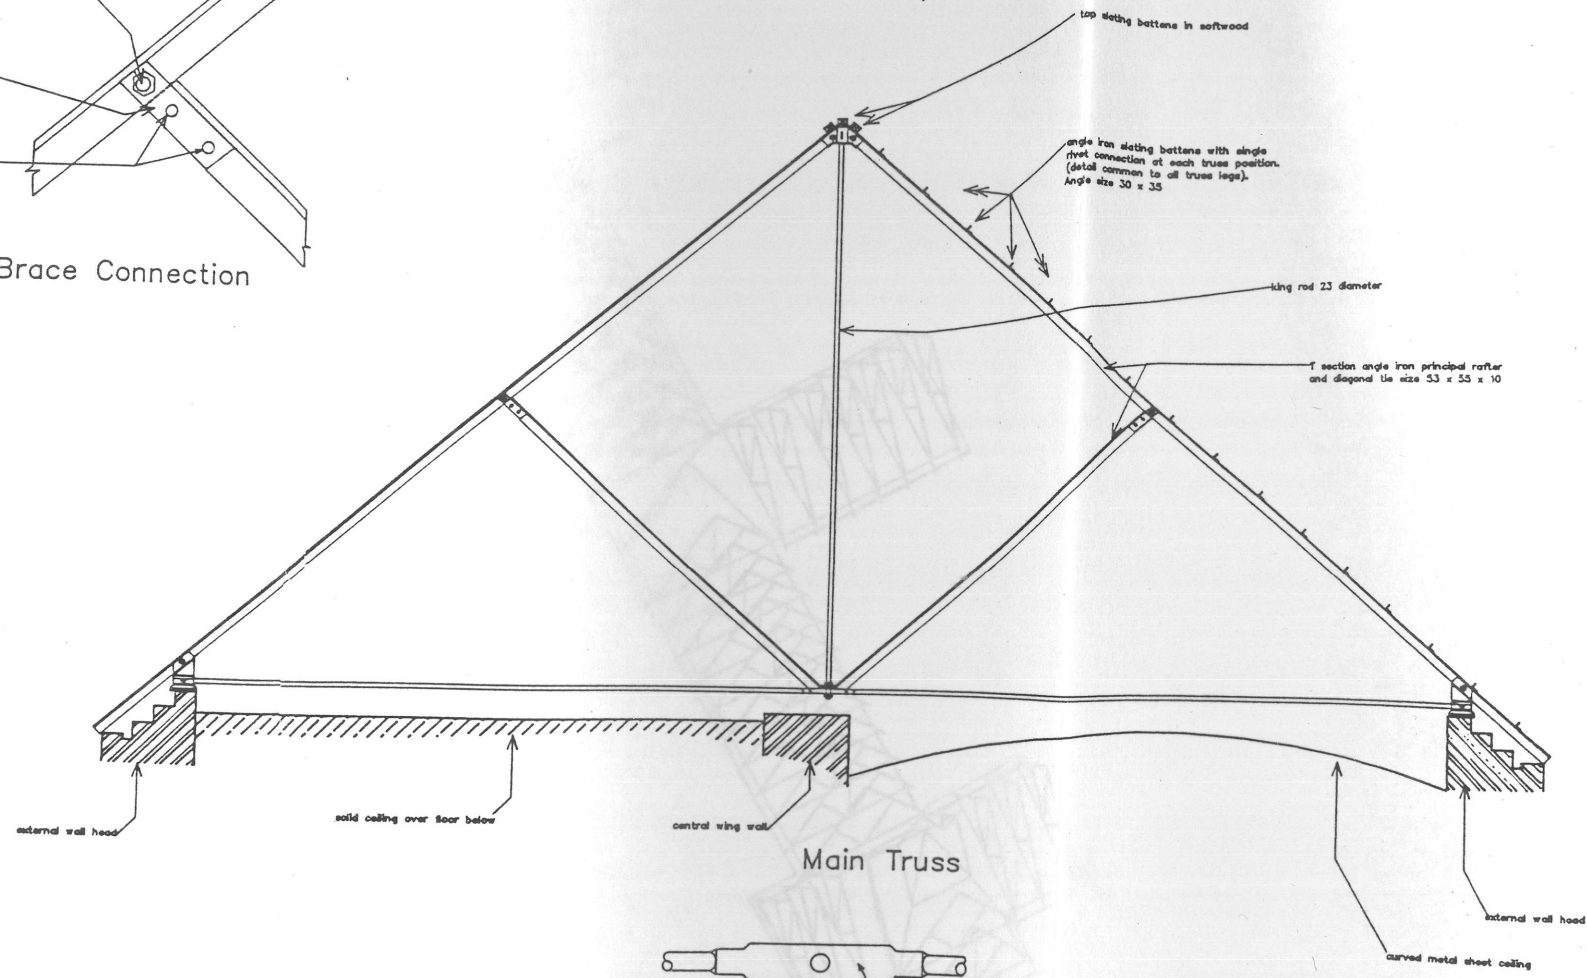 top slating battens in softwood
angle iron slating battens with single
rivet connection at each truss position.
(detail common to all truss legs).
Angle size 30 x 35
Brace Connection
king rod 23 diameter
T section angle iron principal rafter
and diagonal tie size 53 x 55 x 10
external wall head
solid ceiling over floor below
central wing wall
Main Truss
external wall head
curved metal sheet ceiling